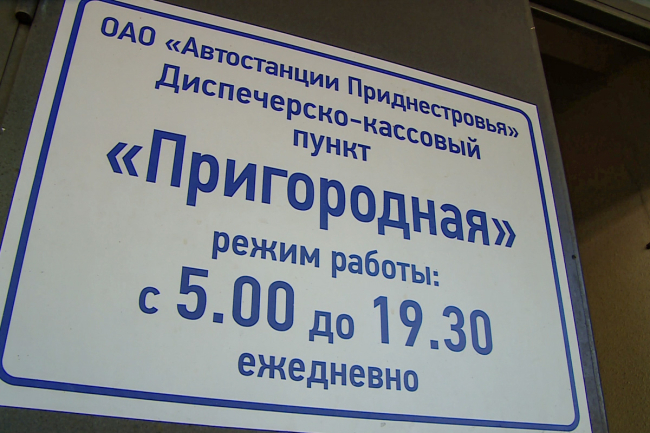 ОАО «Автостанции Приднестровья»
Диспечерско-кассовый
пункт
«Пригородная»
режим работы:
с 5.00 до 19.30
ежедневно